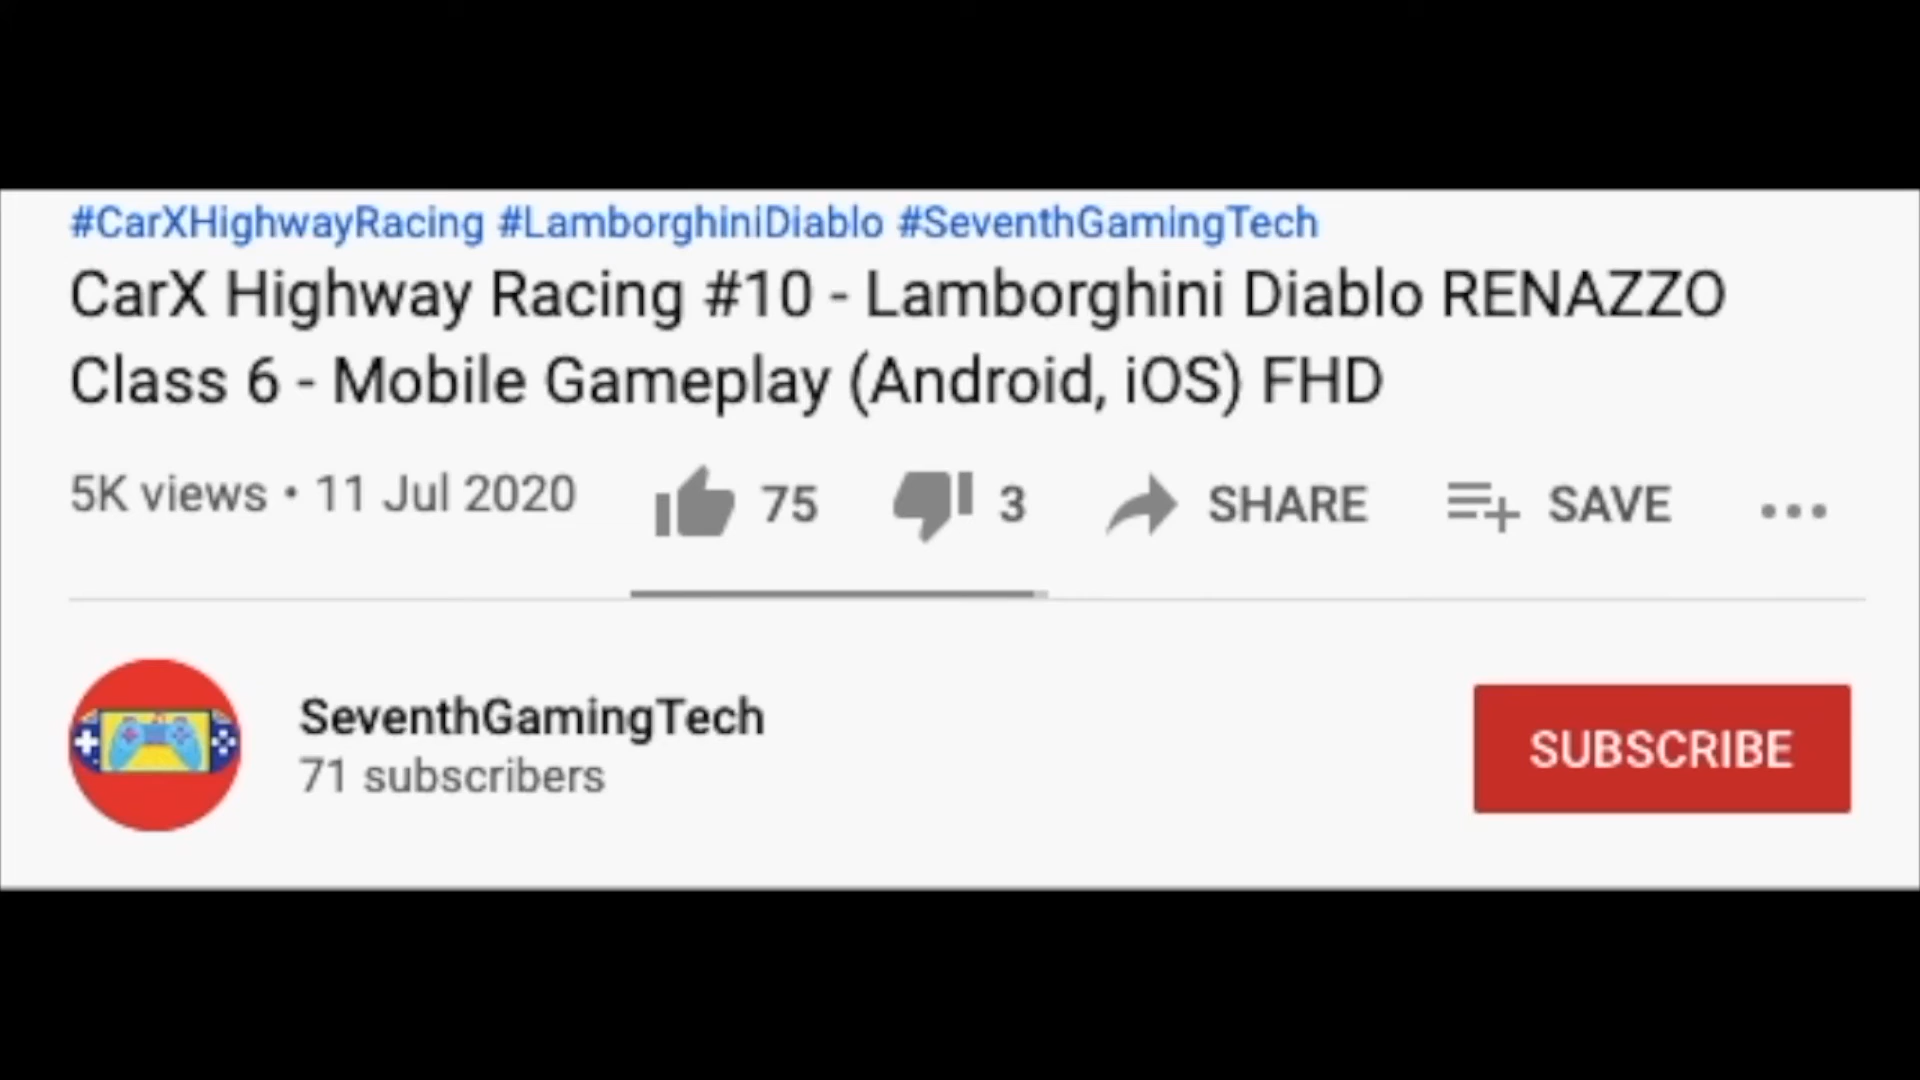 #CarXHighwayRacing #LamborghiniDiablo #SeventhGamingTech
CarX Highway Racing #10 - Lamborghini Diablo RENAZZO
Class 6 - Mobile Gameplay (Android, iOS) FHD
5K views • 11 Jul 2020 75 3 SHARE SAVE
SeventhGamingTech
71 subscribers
SUBSCRIBE